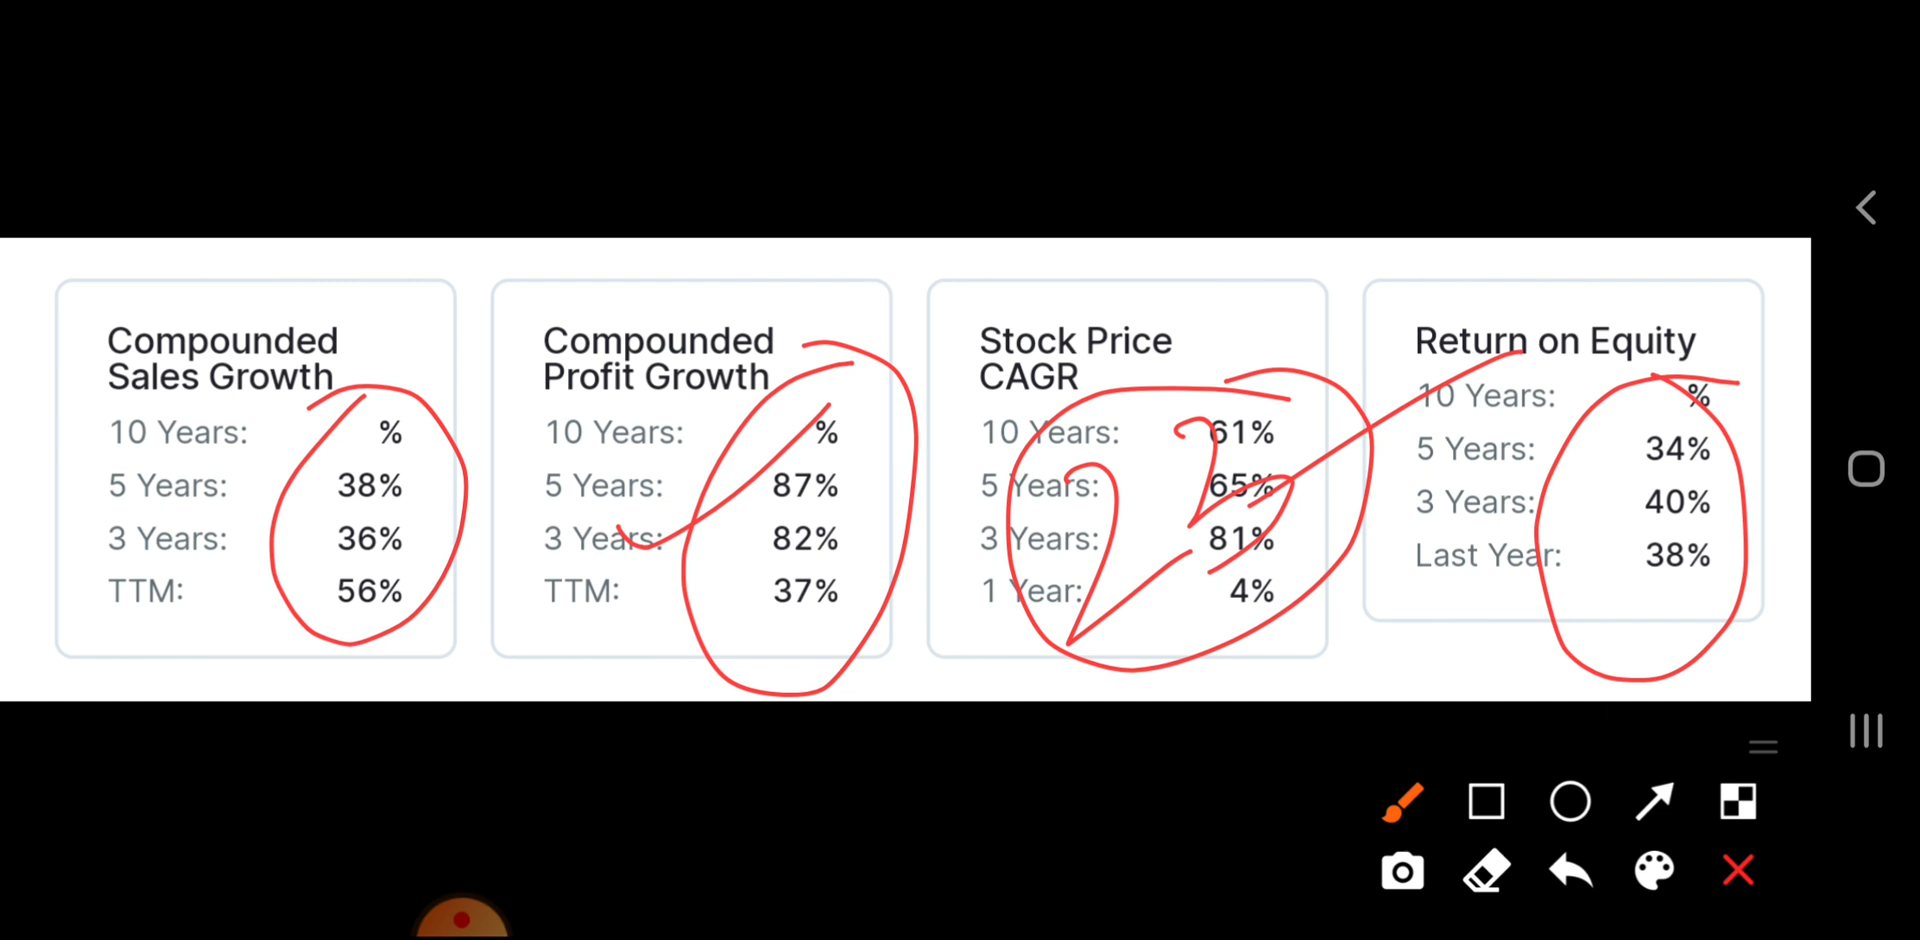 Compounded
Sales Growth
10 Years: %
5 Years: 38%
3 Years: 36%
TTM: 56%
Compounded
Profit Growth
10 Years: %
5 Years: 87%
3 Years: 82%
TTM: 37%
Stock Price
CAGR
10 Years: 61%
5 Years: 65%
3 Years: 81%
1 Year: 4%
Return on Equity
10 Years: %
5 Years: 34%
3 Years: 40%
Last Year: 38%